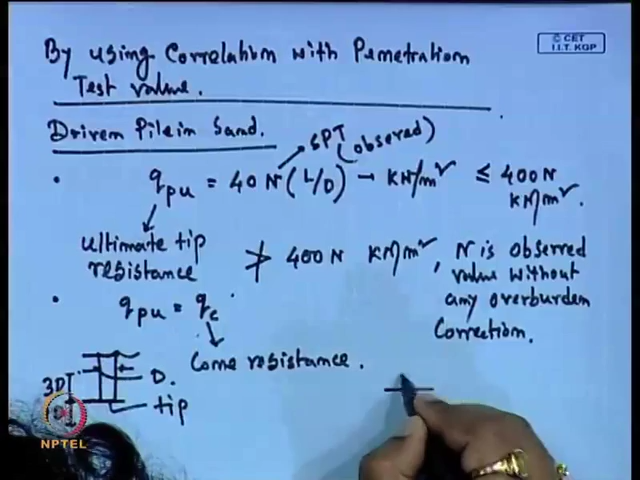 © CET
I.I.T. KGP
By using Correlation with Penetration
Test value.
Driven Pile in Sand.
SPT (observed)
• q_pu = 40 N (L/D) → KN/m² ≤ 400N
KN/m².
Ultimate tip
resistance
≯ 400 N KN/m², N is observed
value without
any overburden
Correction.
• q_pu = q_c
Cone resistance.
3D
D.
tip
NPTEL